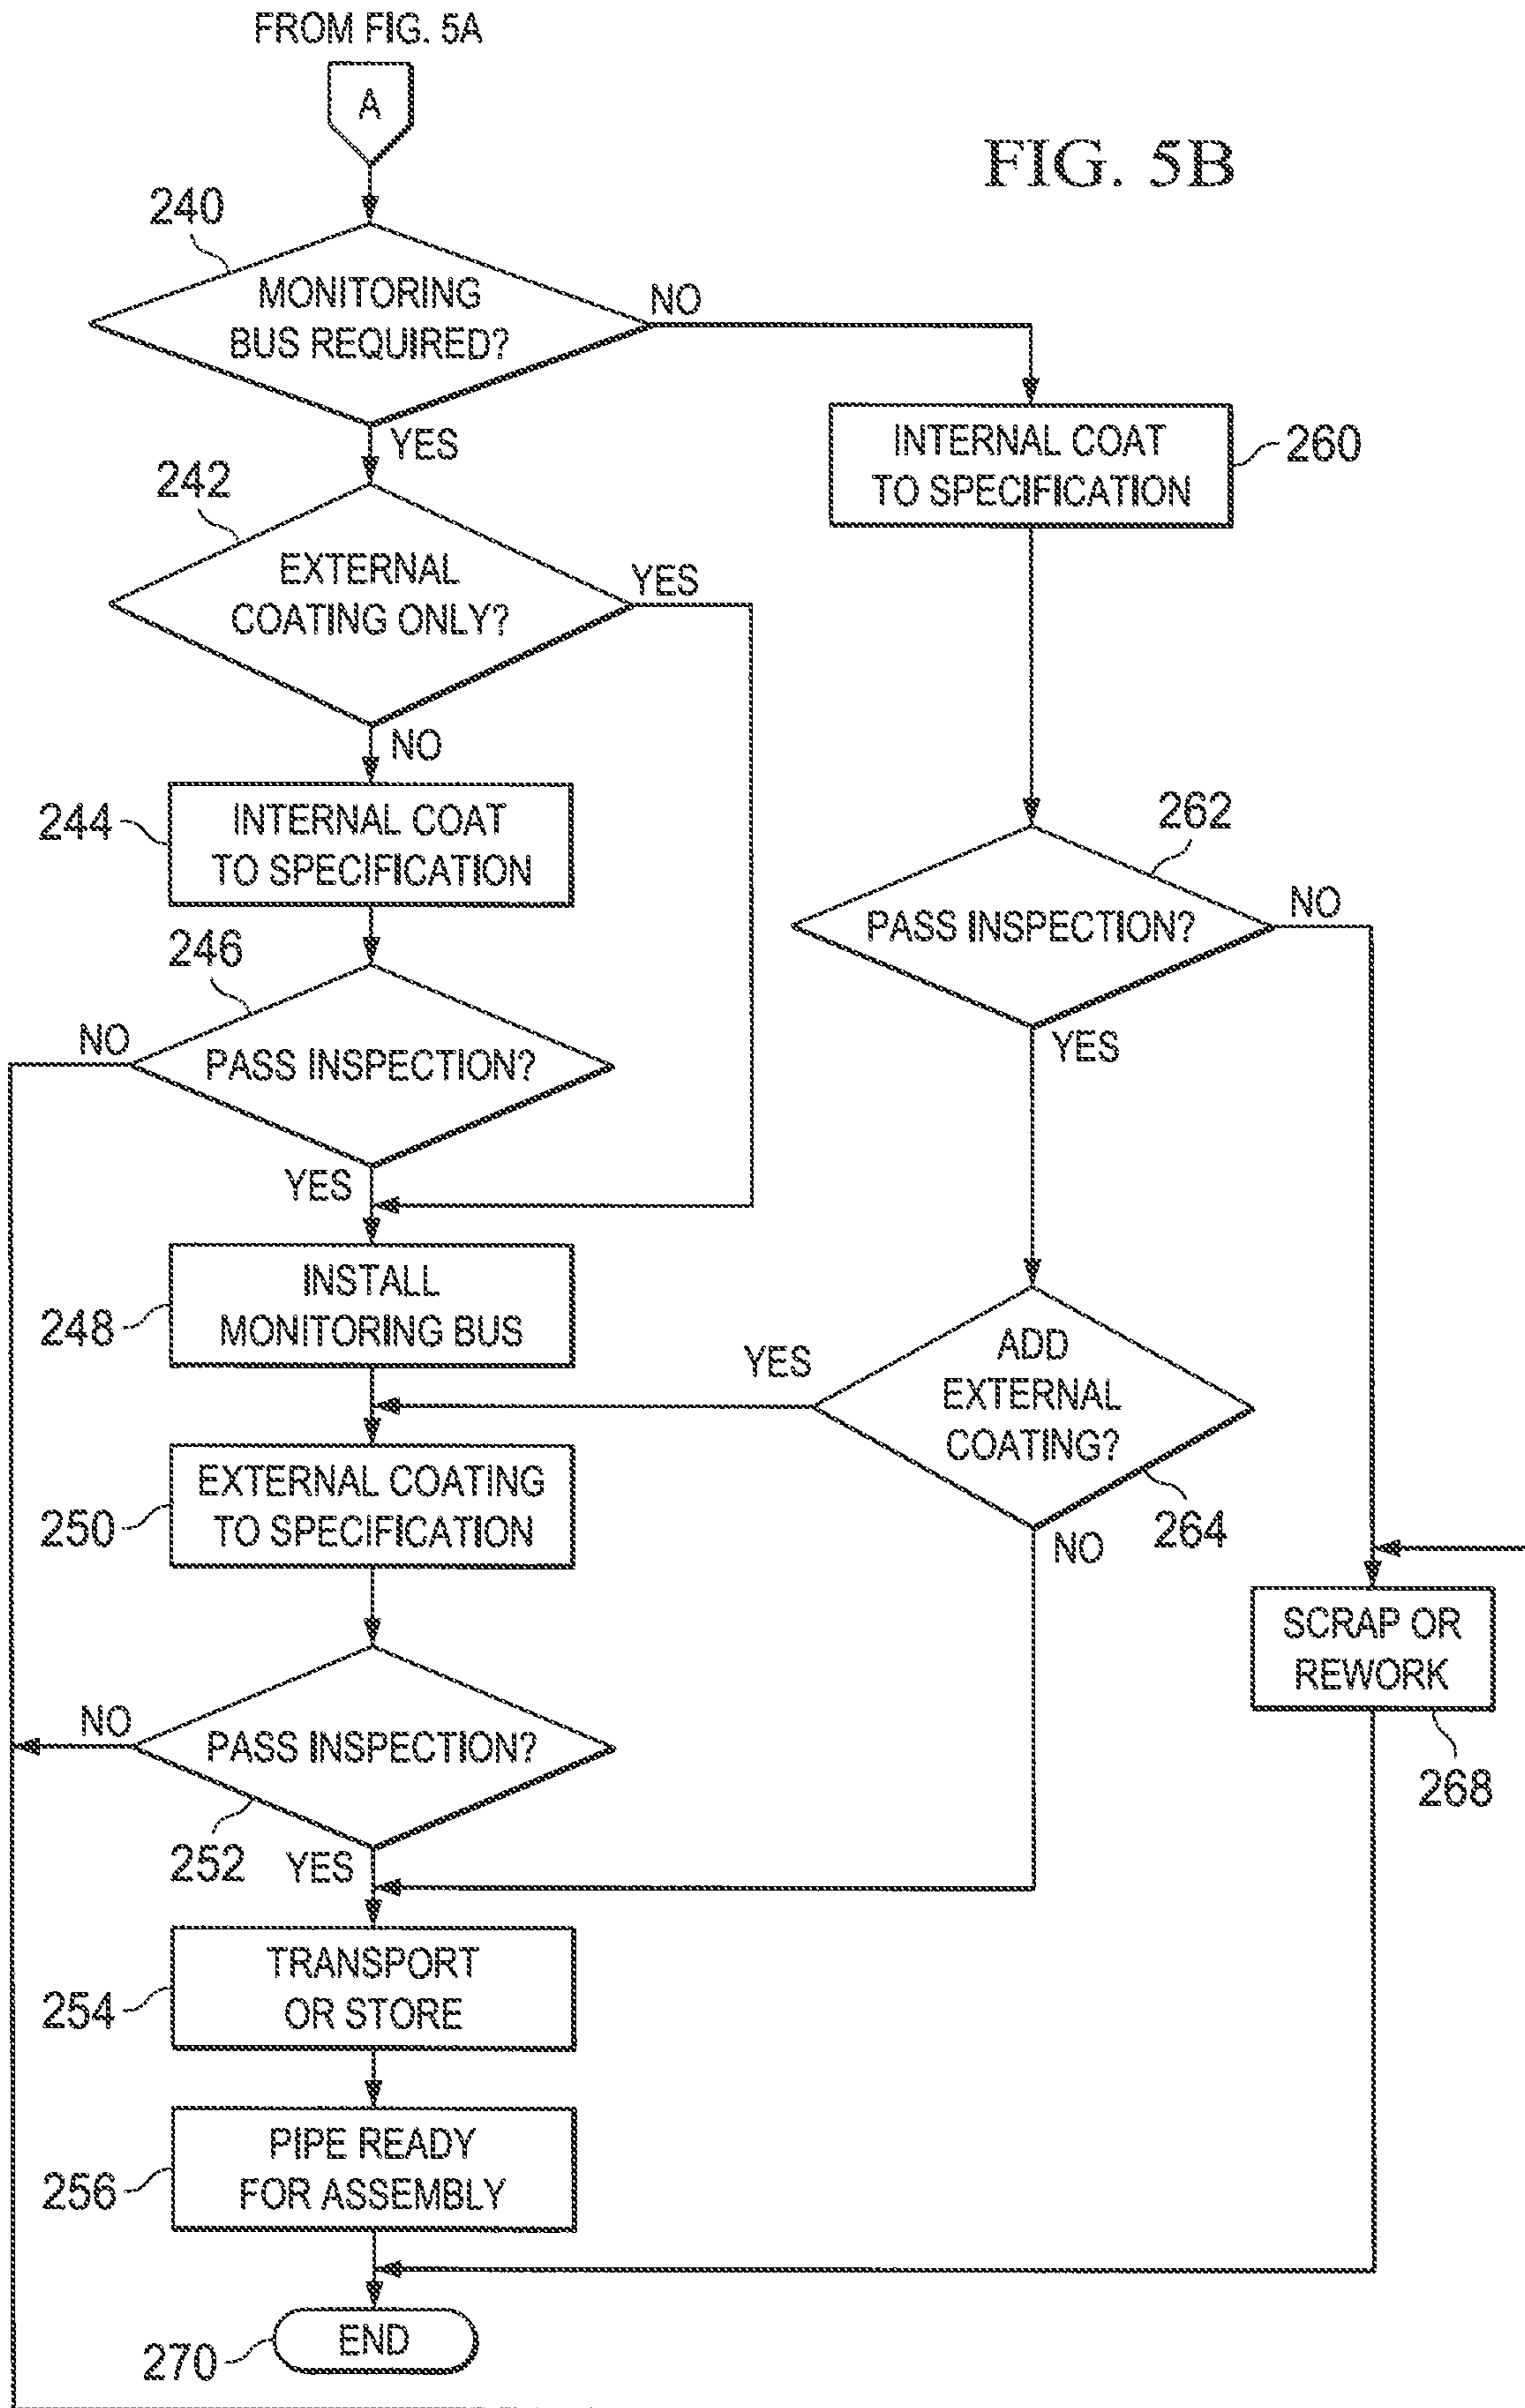 FROM FIG. 5A
A
FIG. 5B
240
MONITORING
BUS REQUIRED?
NO
YES
242
EXTERNAL
COATING ONLY?
YES
NO
INTERNAL COAT
TO SPECIFICATION
260
244
INTERNAL COAT
TO SPECIFICATION
246
NO
PASS INSPECTION?
YES
262
PASS INSPECTION?
NO
YES
248
INSTALL
MONITORING BUS
YES
ADD
EXTERNAL
COATING?
264
NO
250
EXTERNAL COATING
TO SPECIFICATION
SCRAP OR
REWORK
268
NO
PASS INSPECTION?
252
YES
254
TRANSPORT
OR STORE
256
PIPE READY
FOR ASSEMBLY
270
END